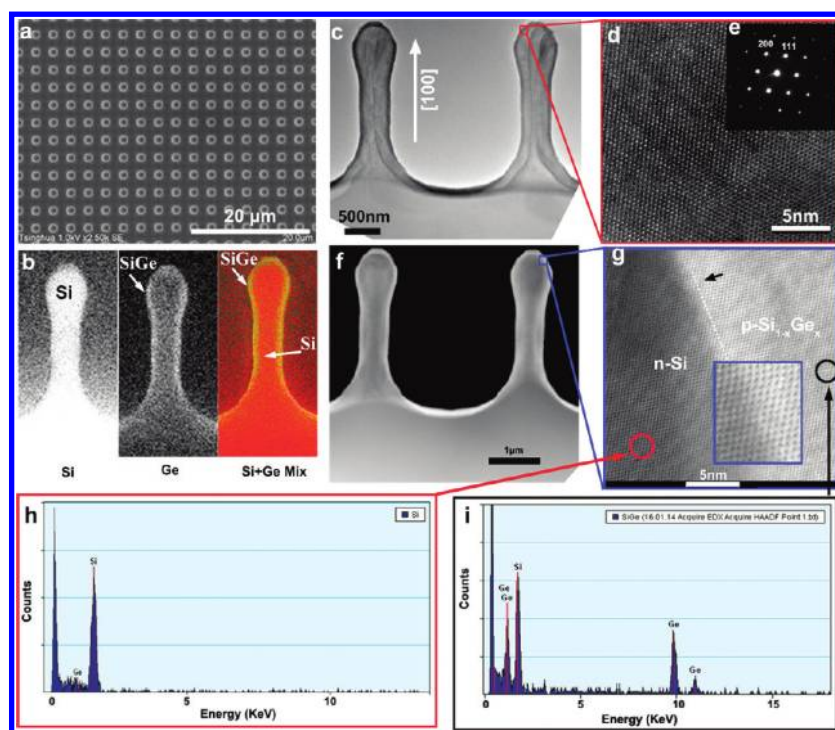 a
20 µm
Tsinghua 1.0kV x2.50k SE
20.0um
b
SiGe
Si
SiGe
Si
Si
Ge
Si+Ge Mix
c
[100]
500nm
d
5nm
e
200
111
f
1µm
g
n-Si
p-Si₁₋ₓGeₓ
5nm
h
Si
Si
Ge
Counts
0
5
10
Energy (KeV)
i
SiGe (16.01.14 Acquire EDX Acquire HAADF Point 1.td)
Ge
Ge
Si
Ge
Ge
Counts
0
5
10
15
Energy (KeV)